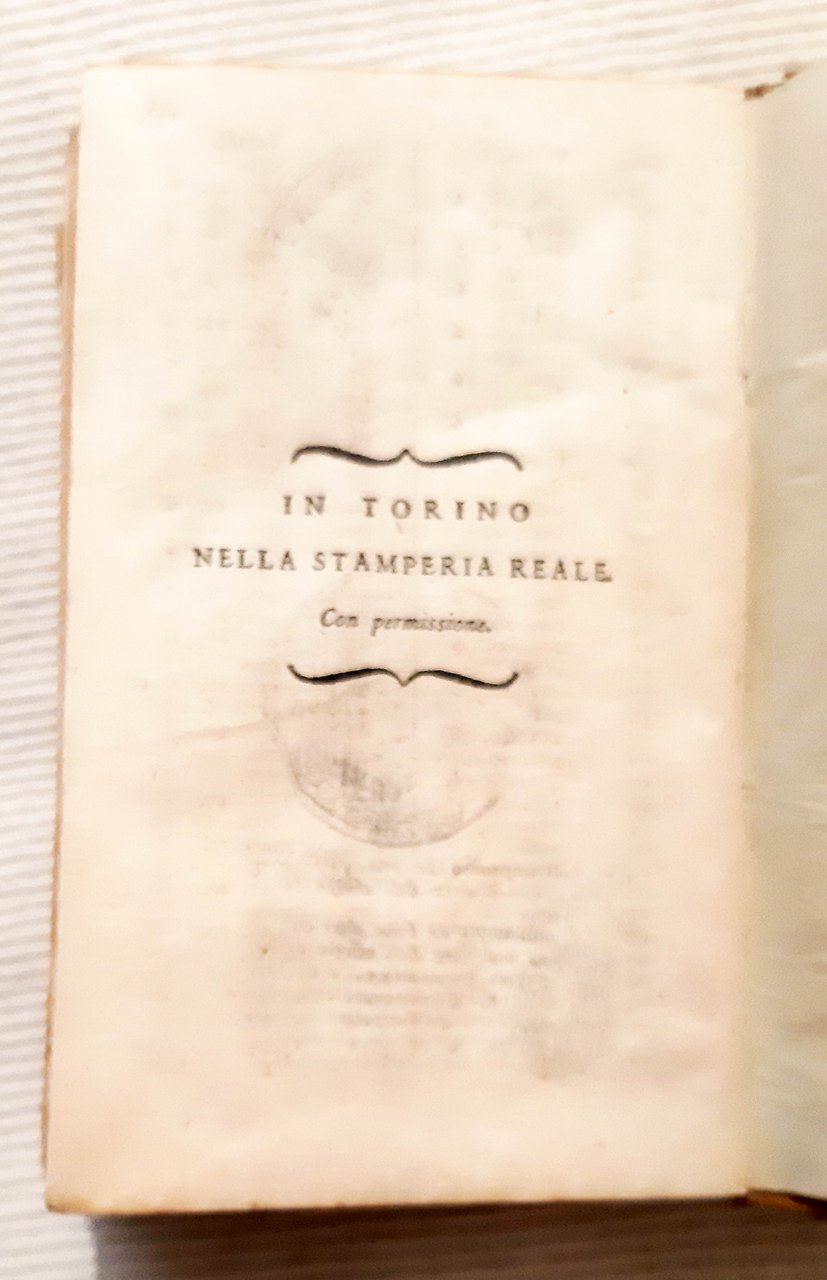 IN TORINO
NELLA STAMPERIA REALE.
Con permissione.